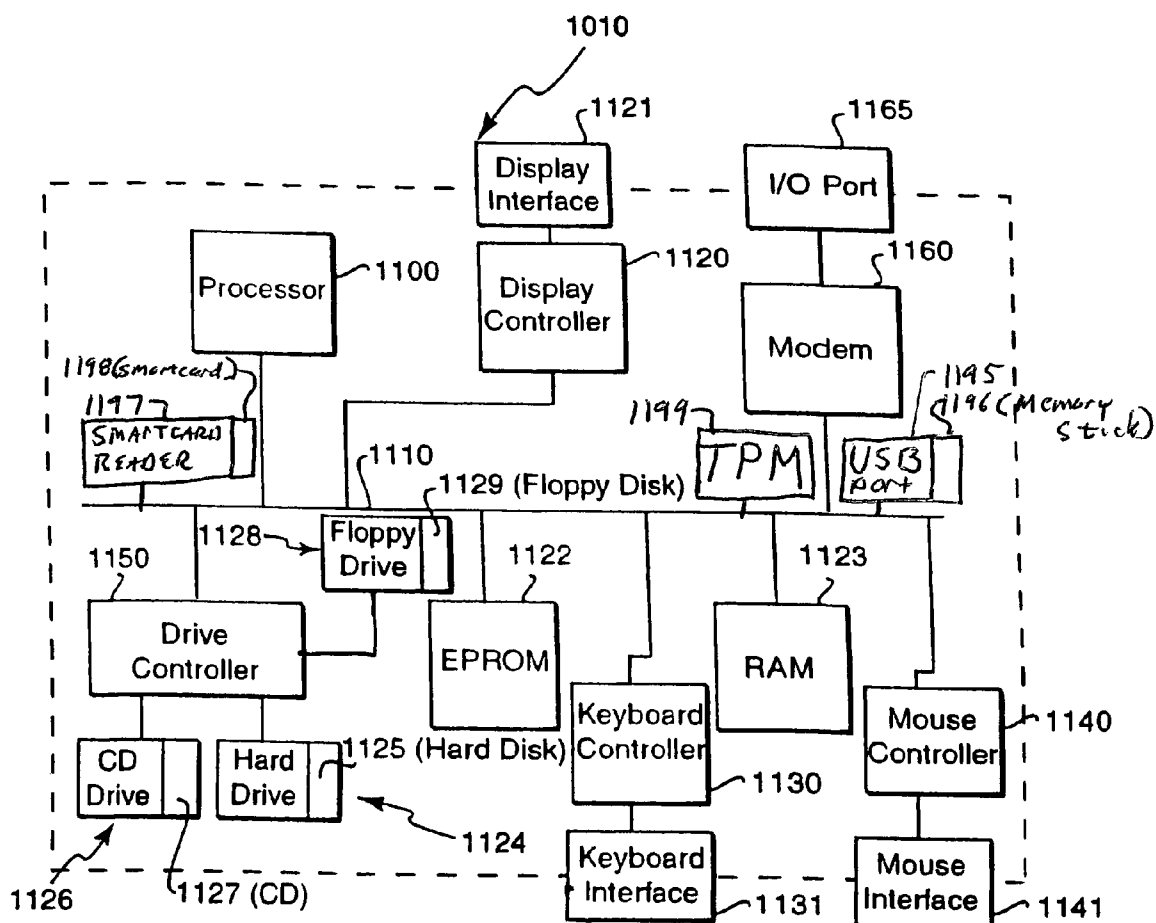 1010
1121
1165
Display
Interface
I/O Port
Processor
1100
Display
Controller
1120
1160
Modem
1198 (smartcard)
1197
SMARTCARD
READER
1110
1129 (Floppy Disk)
1199
TPM
1195
1196 (Memory
Stick)
USB
port
1128
Floppy
Drive
1150
1122
1123
Drive
Controller
EPROM
RAM
Keyboard
Controller
1130
Mouse
Controller
1140
CD
Drive
Hard
Drive
1125 (Hard Disk)
1124
1126
1127 (CD)
Keyboard
Interface
1131
Mouse
Interface
1141